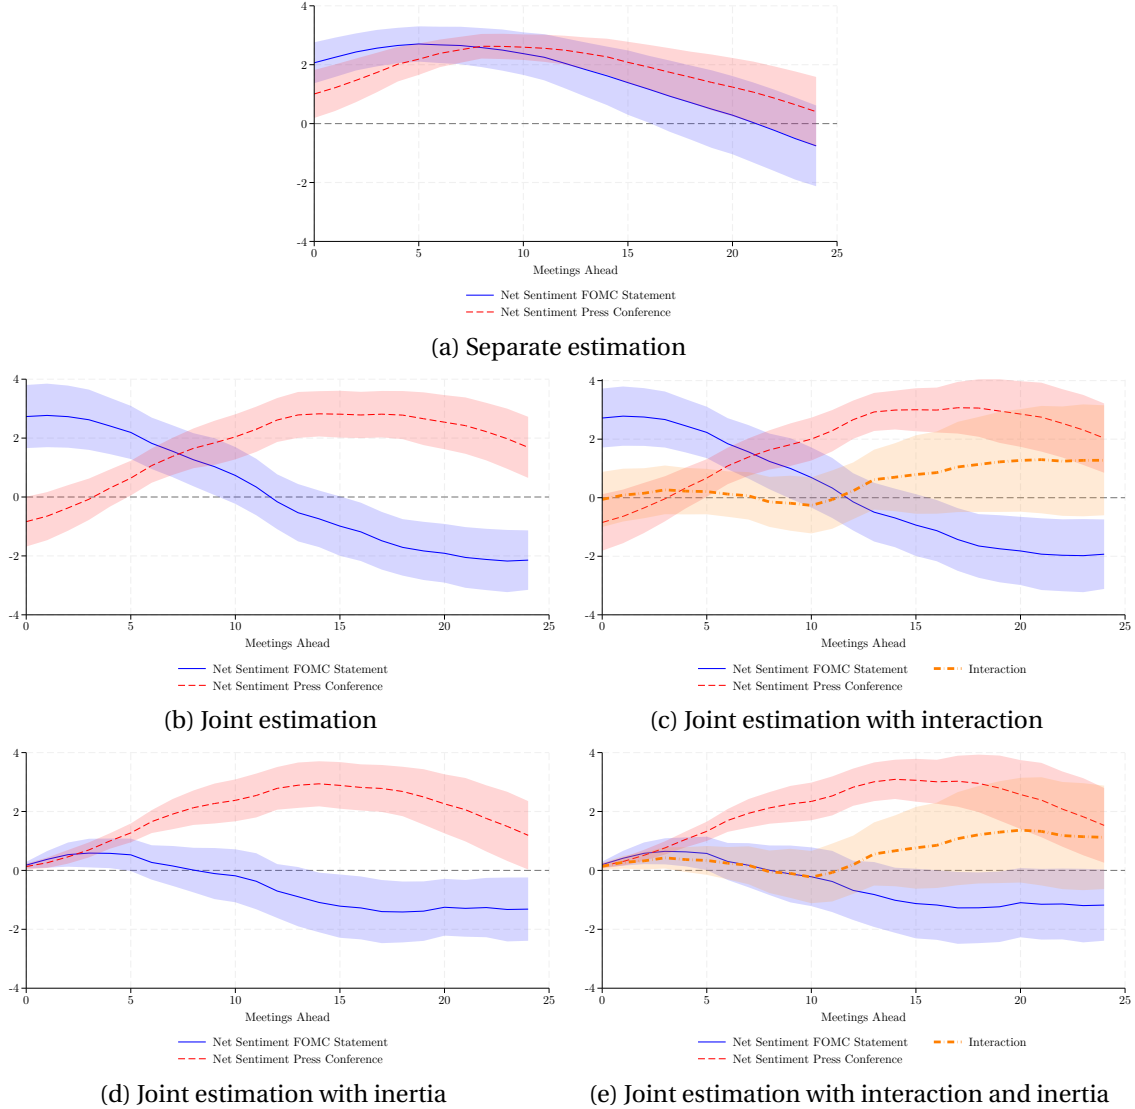 4
2
0
-2
-4
0 5 10 15 20 25
Meetings Ahead
Net Sentiment FOMC Statement
Net Sentiment Press Conference
(a) Separate estimation
4
2
0
-2
-4
0 5 10 15 20 25
Meetings Ahead
Net Sentiment FOMC Statement
Net Sentiment Press Conference
(b) Joint estimation
4
2
0
-2
-4
0 5 10 15 20 25
Meetings Ahead
Net Sentiment FOMC Statement Interaction
Net Sentiment Press Conference
(c) Joint estimation with interaction
4
2
0
-2
-4
0 5 10 15 20 25
Meetings Ahead
Net Sentiment FOMC Statement
Net Sentiment Press Conference
(d) Joint estimation with inertia
4
2
0
-2
-4
0 5 10 15 20 25
Meetings Ahead
Net Sentiment FOMC Statement Interaction
Net Sentiment Press Conference
(e) Joint estimation with interaction and inertia